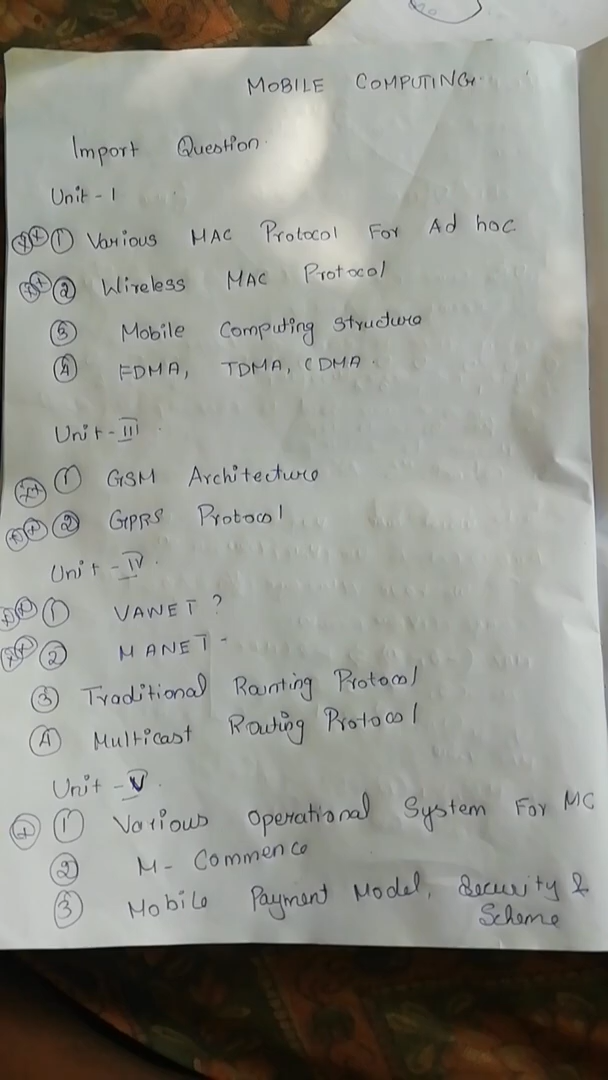 MOBILE COMPUTING
Import Question
Unit - I
** ① Various MAC Protocol For Ad hoc
** ② Wireless MAC Protocol
③ Mobile Computing Structure
④ FDMA, TDMA, CDMA.
Unit - III
** ① GSM Architecture
** ② GPRS Protocol
Unit - IV.
** ① VANET ?
** ② MANET -
③ Traditional Rounting Protocol
④ Multicast Routing Protocol
Unit - V
* ① Various Operational System For MC
② M - Commence
③ Mobile Payment Model, Security &
Scheme